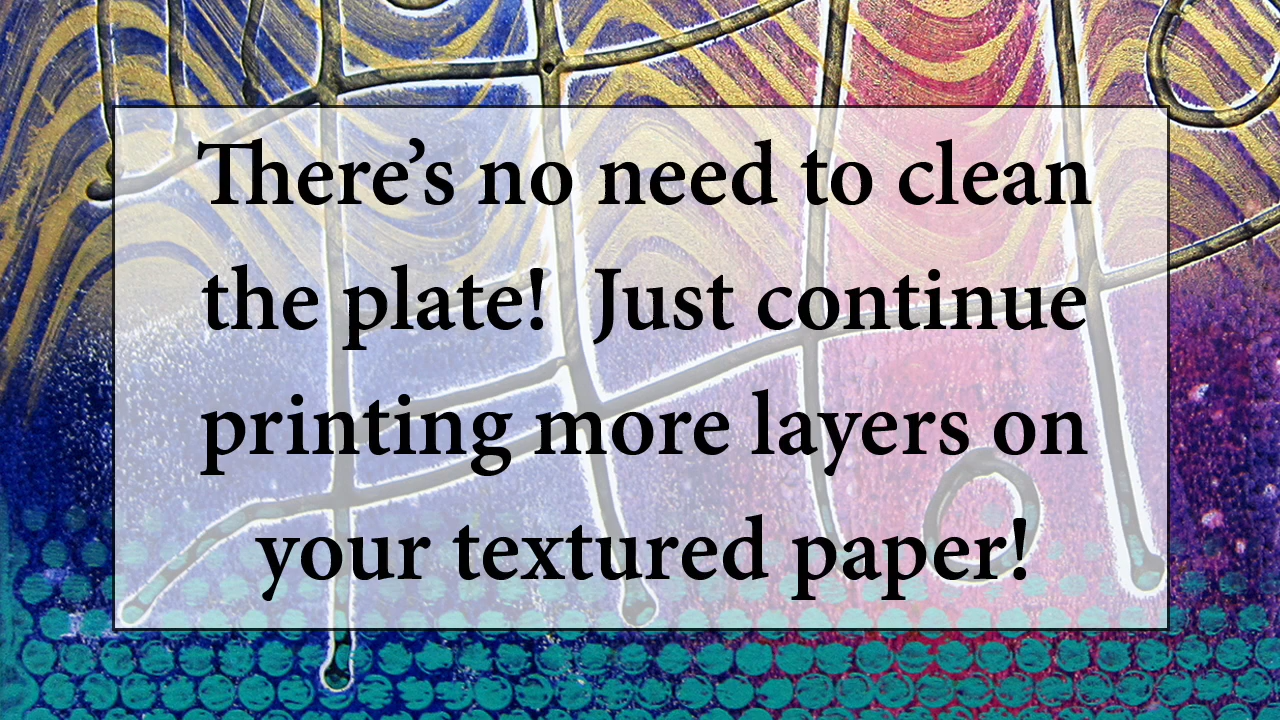 There’s no need to clean
the plate!  Just continue
printing more layers on
your textured paper!